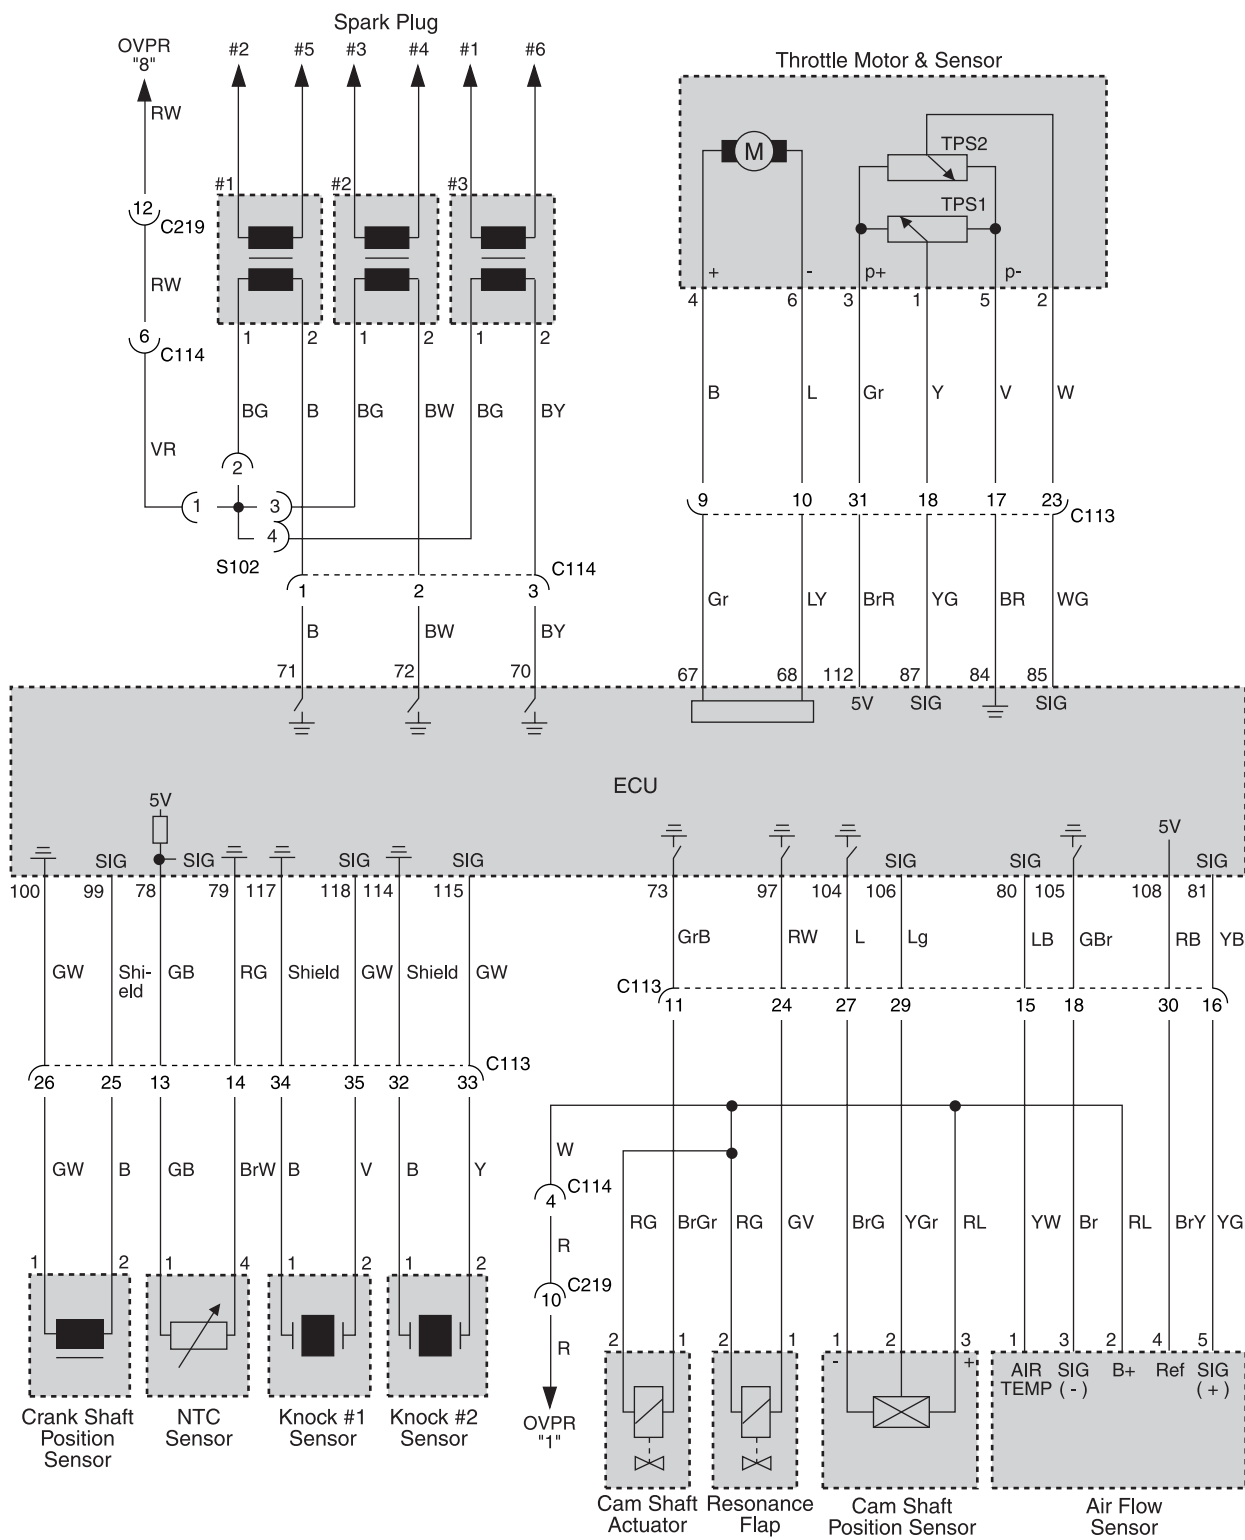 Spark Plug
OVPR
"8"
#2 #5 #3 #4 #1 #6
Throttle Motor & Sensor
RW
M
TPS2
TPS1
#1 #2 #3
12
C219
RW
+ - p+ p-
4 6 3 1 5 2
6
C114
1 2 1 2 1 2
BG B BG BW BG BY
B L Gr Y V W
VR
2
1 3
4
S102
9 10 31 18 17 23
C113
C114
1 2 3
Gr LY BrR YG BR WG
B BW BY
71 72 70
67 68 112 87 84 85
5V SIG SIG
ECU
5V
5V
SIG SIG SIG SIG
SIG SIG SIG
100 99 78 79 117 118 114 115
73 97 104 106 80 105 108 81
GrB RW L Lg LB GBr RB YB
GW Shi-
eld GB RG Shield GW Shield GW
C113
11 24 27 29 15 18 30 16
C113
26 25 13 14 34 35 32 33
W
GW B GB BrW B V B Y
C114
4
RG BrGr RG GV BrG YGr RL YW Br RL BrY YG
R
1 2 1 4 1 2 1 2
C219
10
R
2 1 2 1 1 2 3 1 3 2 4 5
- +
AIR
TEMP
SIG
( - )
B+
Ref
SIG
( + )
Crank Shaft
Position
Sensor
NTC
Sensor
Knock #1
Sensor
Knock #2
Sensor
OVPR
"1"
Cam Shaft
Actuator
Resonance
Flap
Cam Shaft
Position Sensor
Air Flow
Sensor